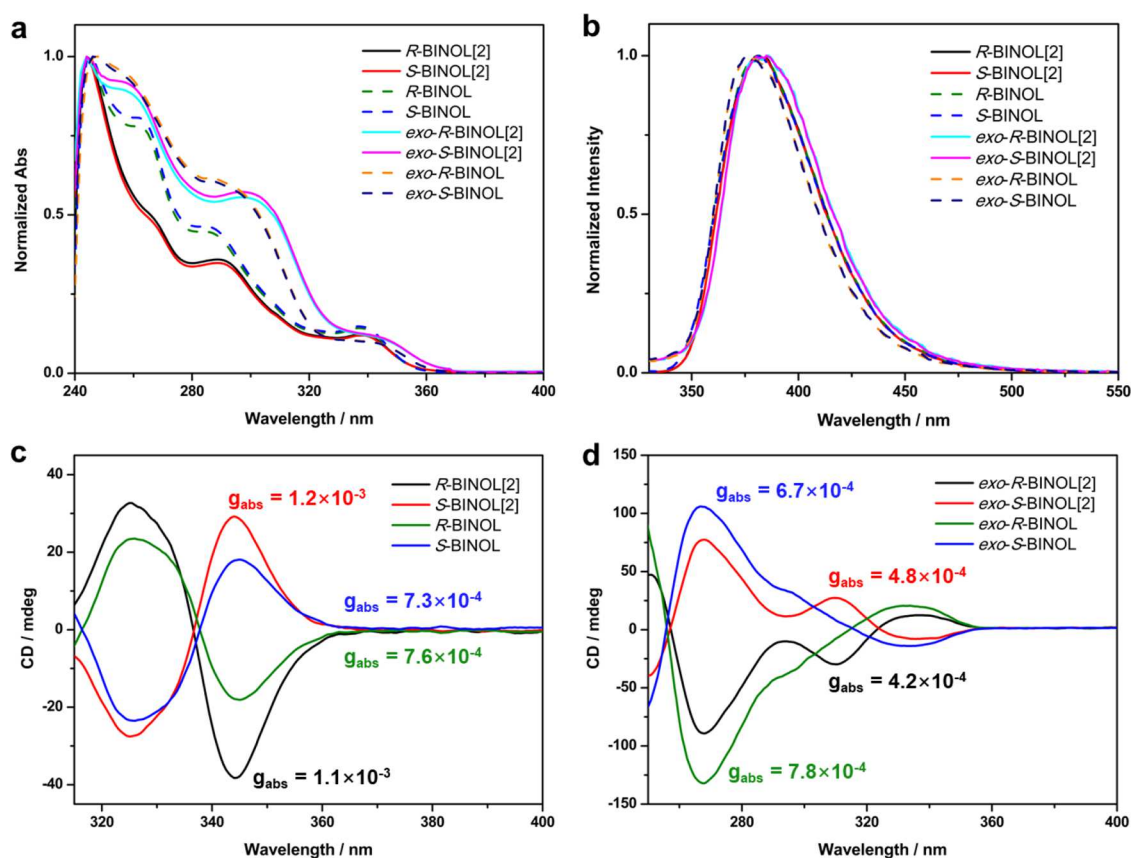 a
1.0
0.5
0.0
Normalized Abs
R-BINOL[2]
S-BINOL[2]
R-BINOL
S-BINOL
exo-R-BINOL[2]
exo-S-BINOL[2]
exo-R-BINOL
exo-S-BINOL
240 280 320 360 400
Wavelength / nm
b
1.0
0.5
0.0
Normalized Intensity
R-BINOL[2]
S-BINOL[2]
R-BINOL
S-BINOL
exo-R-BINOL[2]
exo-S-BINOL[2]
exo-R-BINOL
exo-S-BINOL
350 400 450 500 550
Wavelength / nm
c
40
20
0
-20
-40
CD / mdeg
gabs = 1.2×10-3
R-BINOL[2]
S-BINOL[2]
R-BINOL
S-BINOL
gabs = 7.3×10-4
gabs = 7.6×10-4
gabs = 1.1×10-3
320 340 360 380 400
Wavelength / nm
d
150
100
50
0
-50
-100
-150
CD / mdeg
gabs = 6.7×10-4
exo-R-BINOL[2]
exo-S-BINOL[2]
exo-R-BINOL
exo-S-BINOL
gabs = 4.8×10-4
gabs = 4.2×10-4
gabs = 7.8×10-4
280 320 360 400
Wavelength / nm